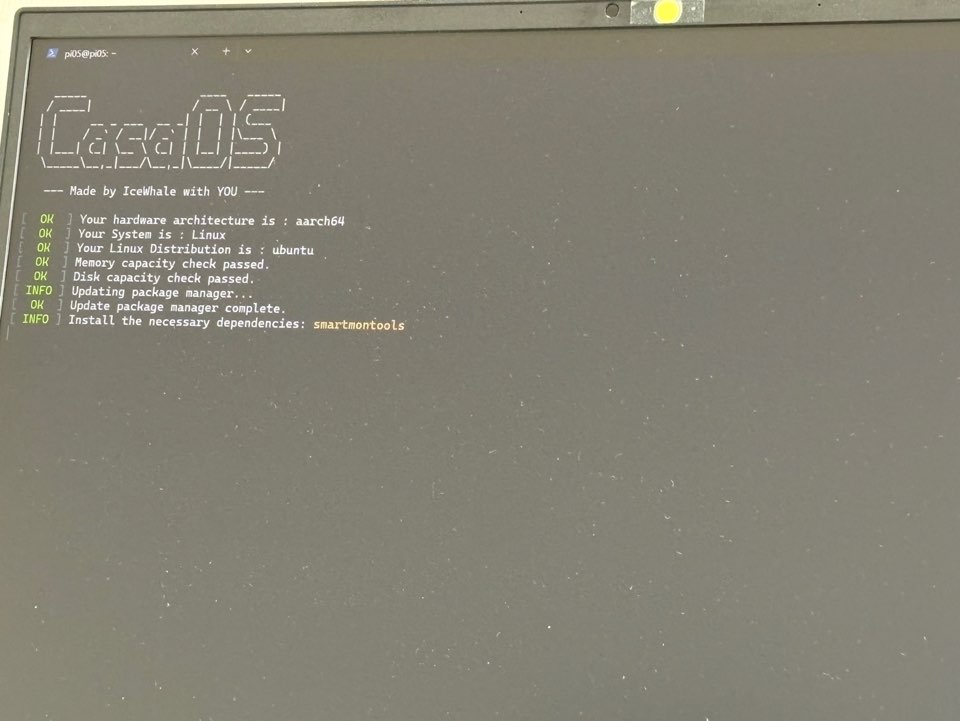 pi05@pi05: ~
CasaOS
--- Made by IceWhale with YOU ---
[ OK ] Your hardware architecture is : aarch64
[ OK ] Your System is : Linux
[ OK ] Your Linux Distribution is : ubuntu
[ OK ] Memory capacity check passed.
[ OK ] Disk capacity check passed.
[ INFO ] Updating package manager...
[ OK ] Update package manager complete.
[ INFO ] Install the necessary dependencies: smartmontools